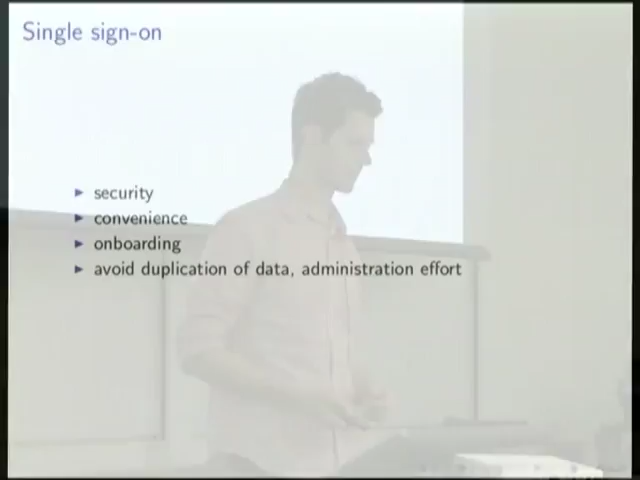 Single sign-on
security
convenience
onboarding
avoid duplication of data, administration effort